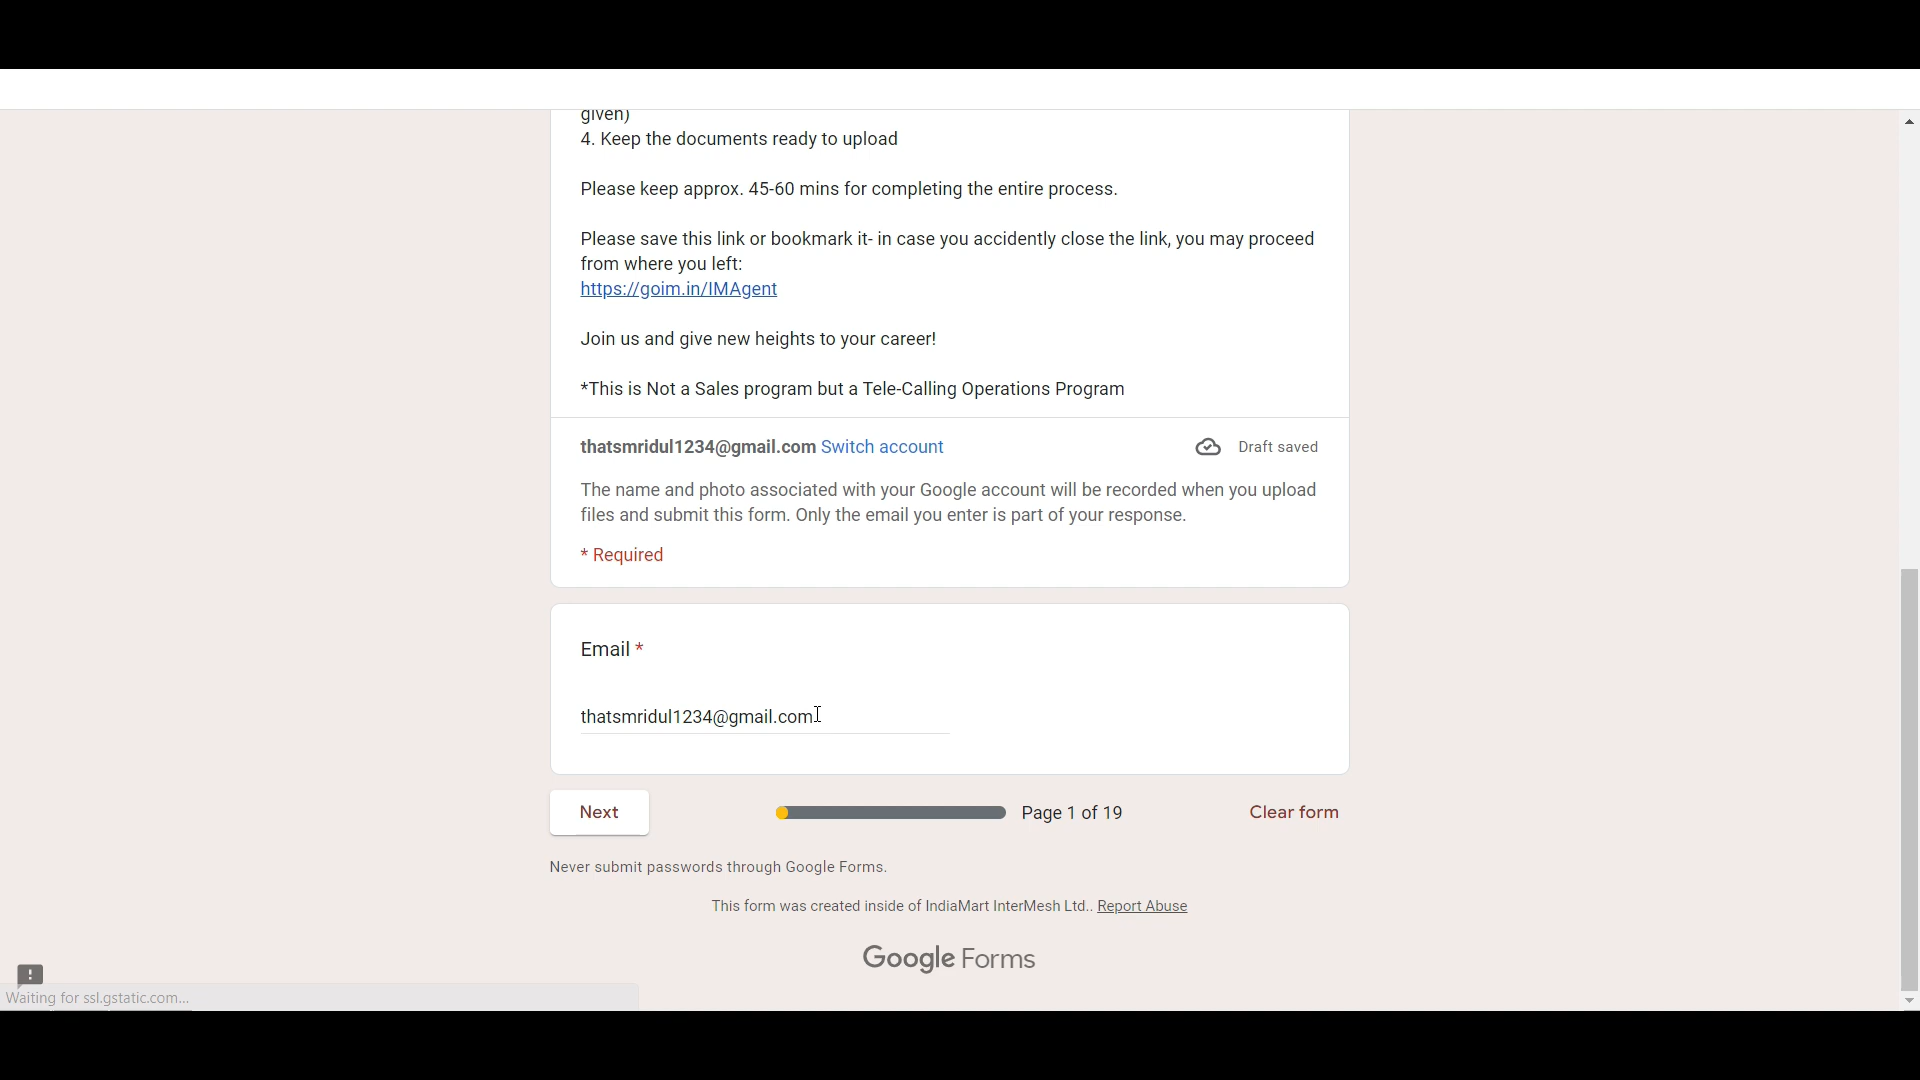 given)
4. Keep the documents ready to upload
Please keep approx. 45-60 mins for completing the entire process.
Please save this link or bookmark it- in case you accidently close the link, you may proceed
from where you left:
https://goim.in/IMAgent
Join us and give new heights to your career!
*This is Not a Sales program but a Tele-Calling Operations Program
thatsmridul1234@gmail.com Switch account Draft saved
The name and photo associated with your Google account will be recorded when you upload
files and submit this form. Only the email you enter is part of your response.
* Required
Email *
thatsmridul1234@gmail.com
Next Page 1 of 19 Clear form
Never submit passwords through Google Forms.
This form was created inside of IndiaMart InterMesh Ltd.. Report Abuse
Google Forms
Waiting for ssl.gstatic.com...